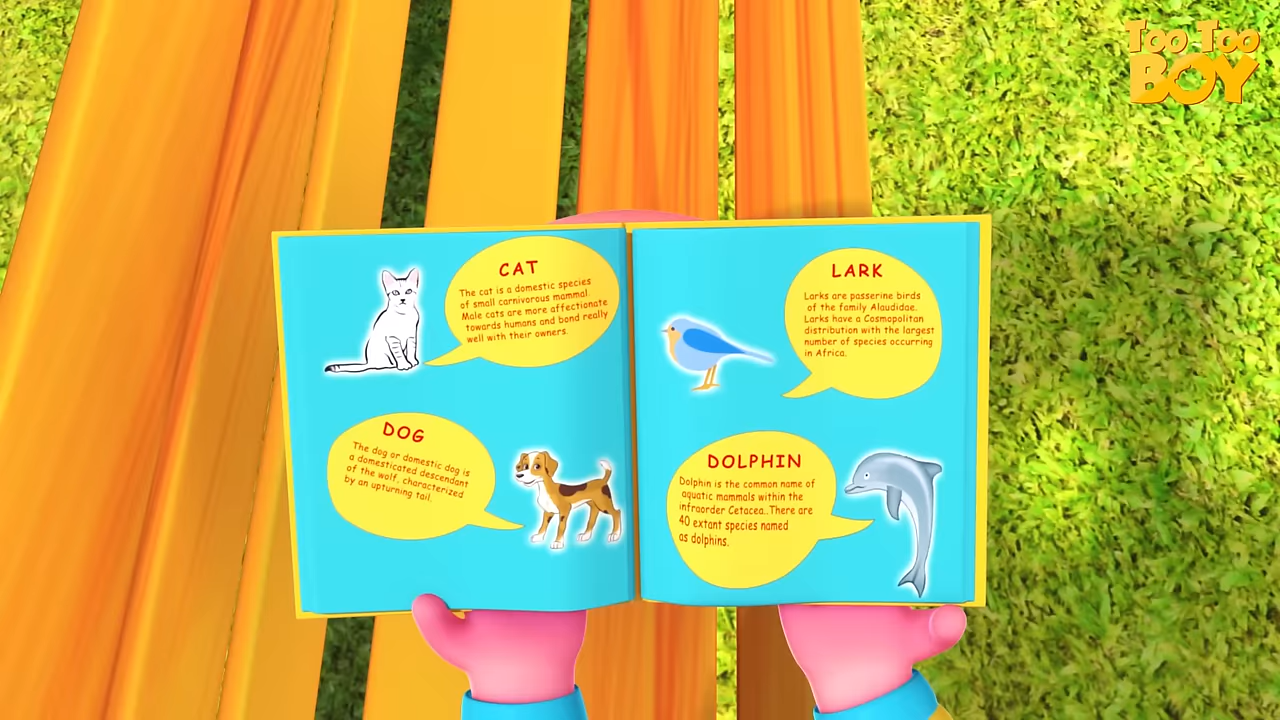 Too Too
BOY
CAT
The cat is a domestic species
of small carnivorous mammal.
Male cats are more affectionate
towards humans and bond really
well with their owners.
DOG
The dog or domestic dog is
a domesticated descendant
of the wolf, characterized
by an upturning tail.
LARK
Larks are passerine birds
of the family Alaudidae.
Larks have a Cosmopolitan
distribution with the largest
number of species occurring
in Africa.
DOLPHIN
Dolphin is the common name of
aquatic mammals within the
infraorder Cetacea..There are
40 extant species named
as dolphins.